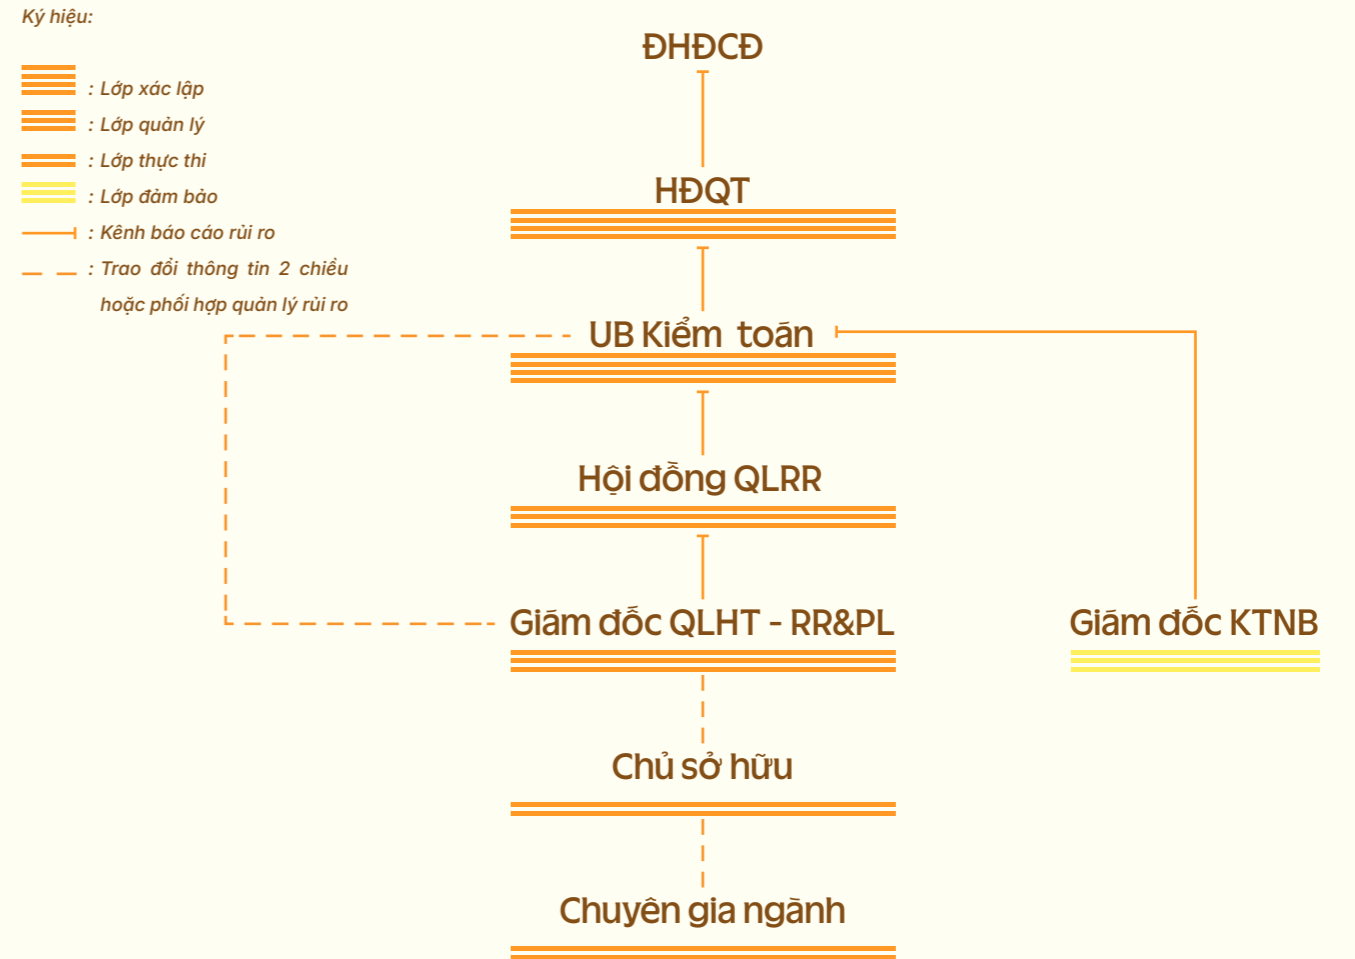 Ký hiệu:
: Lớp xác lập
: Lớp quản lý
: Lớp thực thi
: Lớp đảm bảo
: Kênh báo cáo rủi ro
: Trao đổi thông tin 2 chiều
hoặc phối hợp quản lý rủi ro
ĐHĐCĐ
HĐQT
UB Kiểm toán
Hội đồng QLRR
Giám đốc QLHT - RR&PL
Giám đốc KTNB
Chủ sở hữu
Chuyên gia ngành